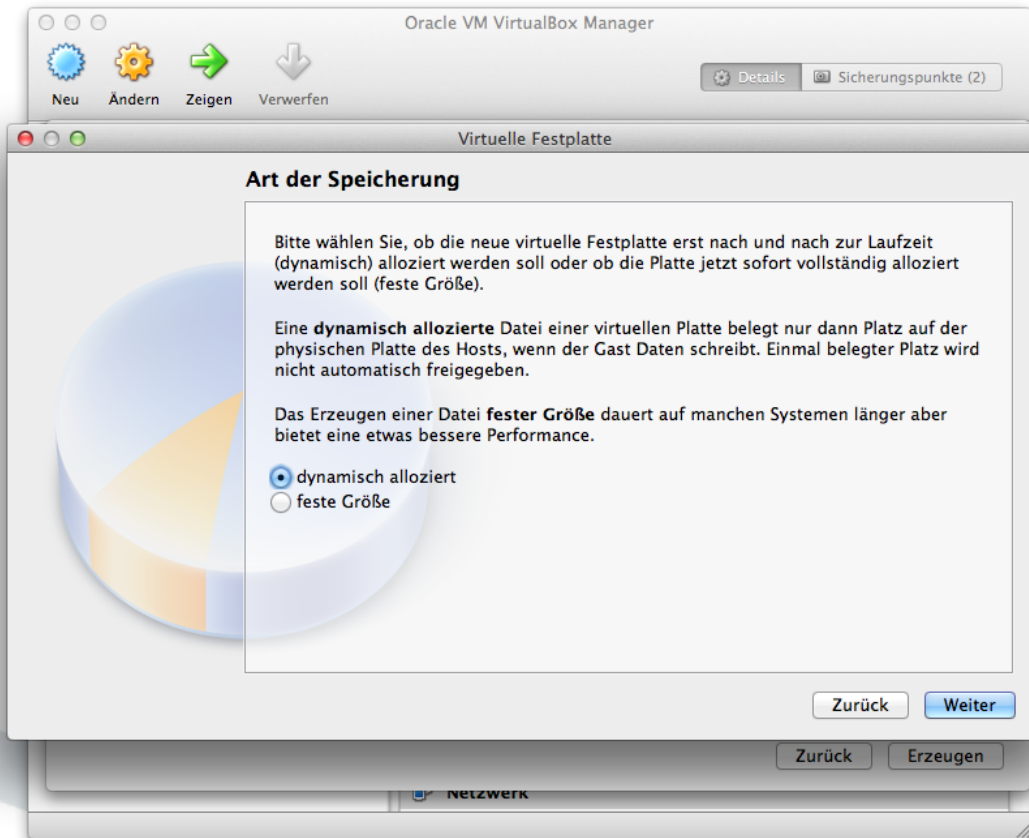 Oracle VM VirtualBox Manager
Neu
Ändern
Zeigen
Verwerfen
Details
Sicherungspunkte (2)
Virtuelle Festplatte
Art der Speicherung
Bitte wählen Sie, ob die neue virtuelle Festplatte erst nach und nach zur Laufzeit
(dynamisch) alloziert werden soll oder ob die Platte jetzt sofort vollständig alloziert
werden soll (feste Größe).
Eine dynamisch allozierte Datei einer virtuellen Platte belegt nur dann Platz auf der
physischen Platte des Hosts, wenn der Gast Daten schreibt. Einmal belegter Platz wird
nicht automatisch freigegeben.
Das Erzeugen einer Datei fester Größe dauert auf manchen Systemen länger aber
bietet eine etwas bessere Performance.
dynamisch alloziert
feste Größe
Zurück
Weiter
Zurück
Erzeugen
Netzwerk